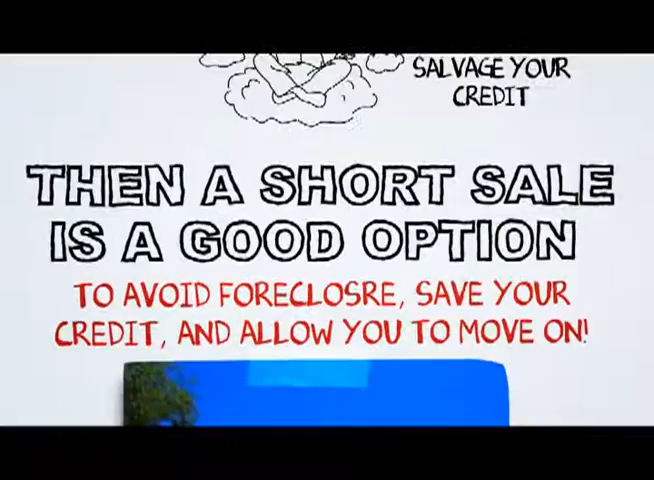 SALVAGE YOUR
CREDIT
THEN A SHORT SALE
IS A GOOD OPTION
TO AVOID FORECLOSRE, SAVE YOUR
CREDIT, AND ALLOW YOU TO MOVE ON!